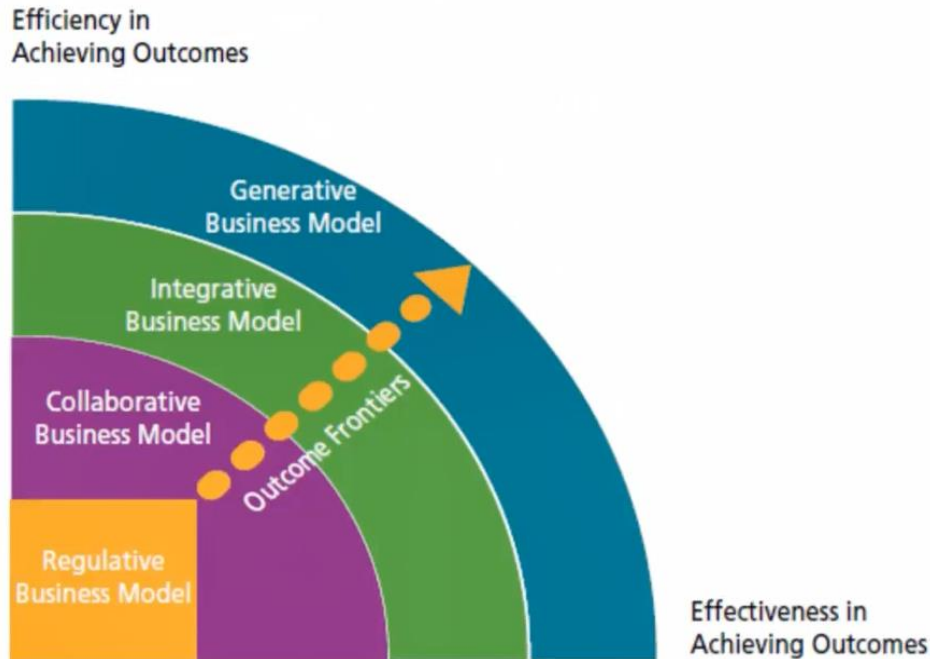 Efficiency in
Achieving Outcomes
Generative
Business Model
Integrative
Business Model
Collaborative
Business Model
Outcome Frontiers
Regulative
Business Model
Effectiveness in
Achieving Outcomes